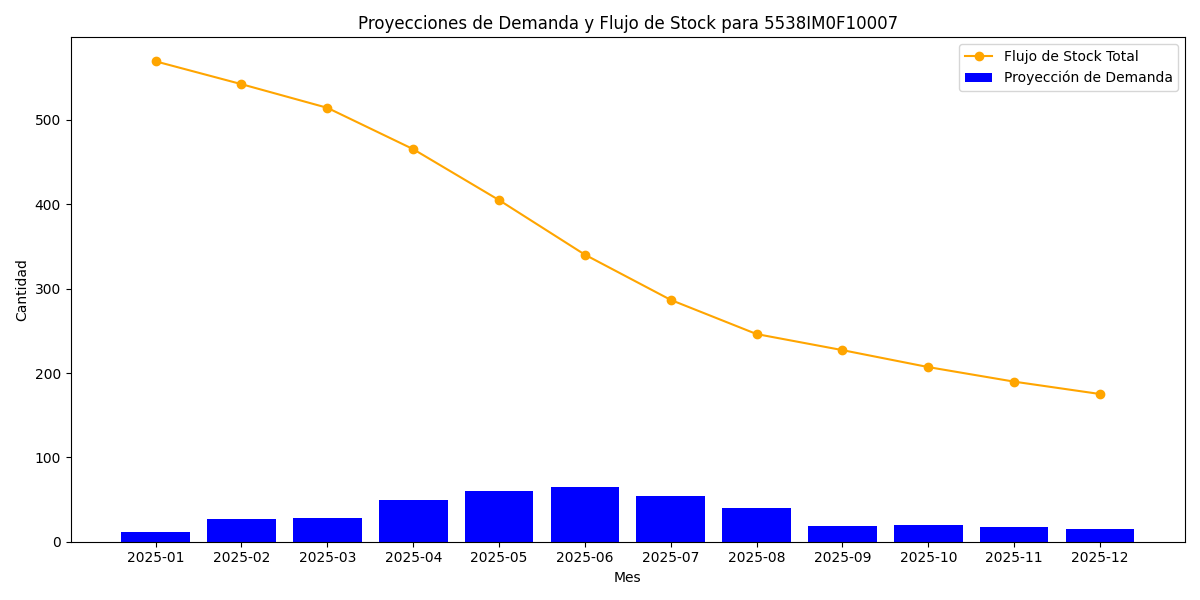 Proyecciones de Demanda y Flujo de Stock para 5538IM0F10007
Flujo de Stock Total
Proyección de Demanda
Cantidad
500
400
300
200
100
0
2025-01 2025-02 2025-03 2025-04 2025-05 2025-06 2025-07 2025-08 2025-09 2025-10 2025-11 2025-12
Mes